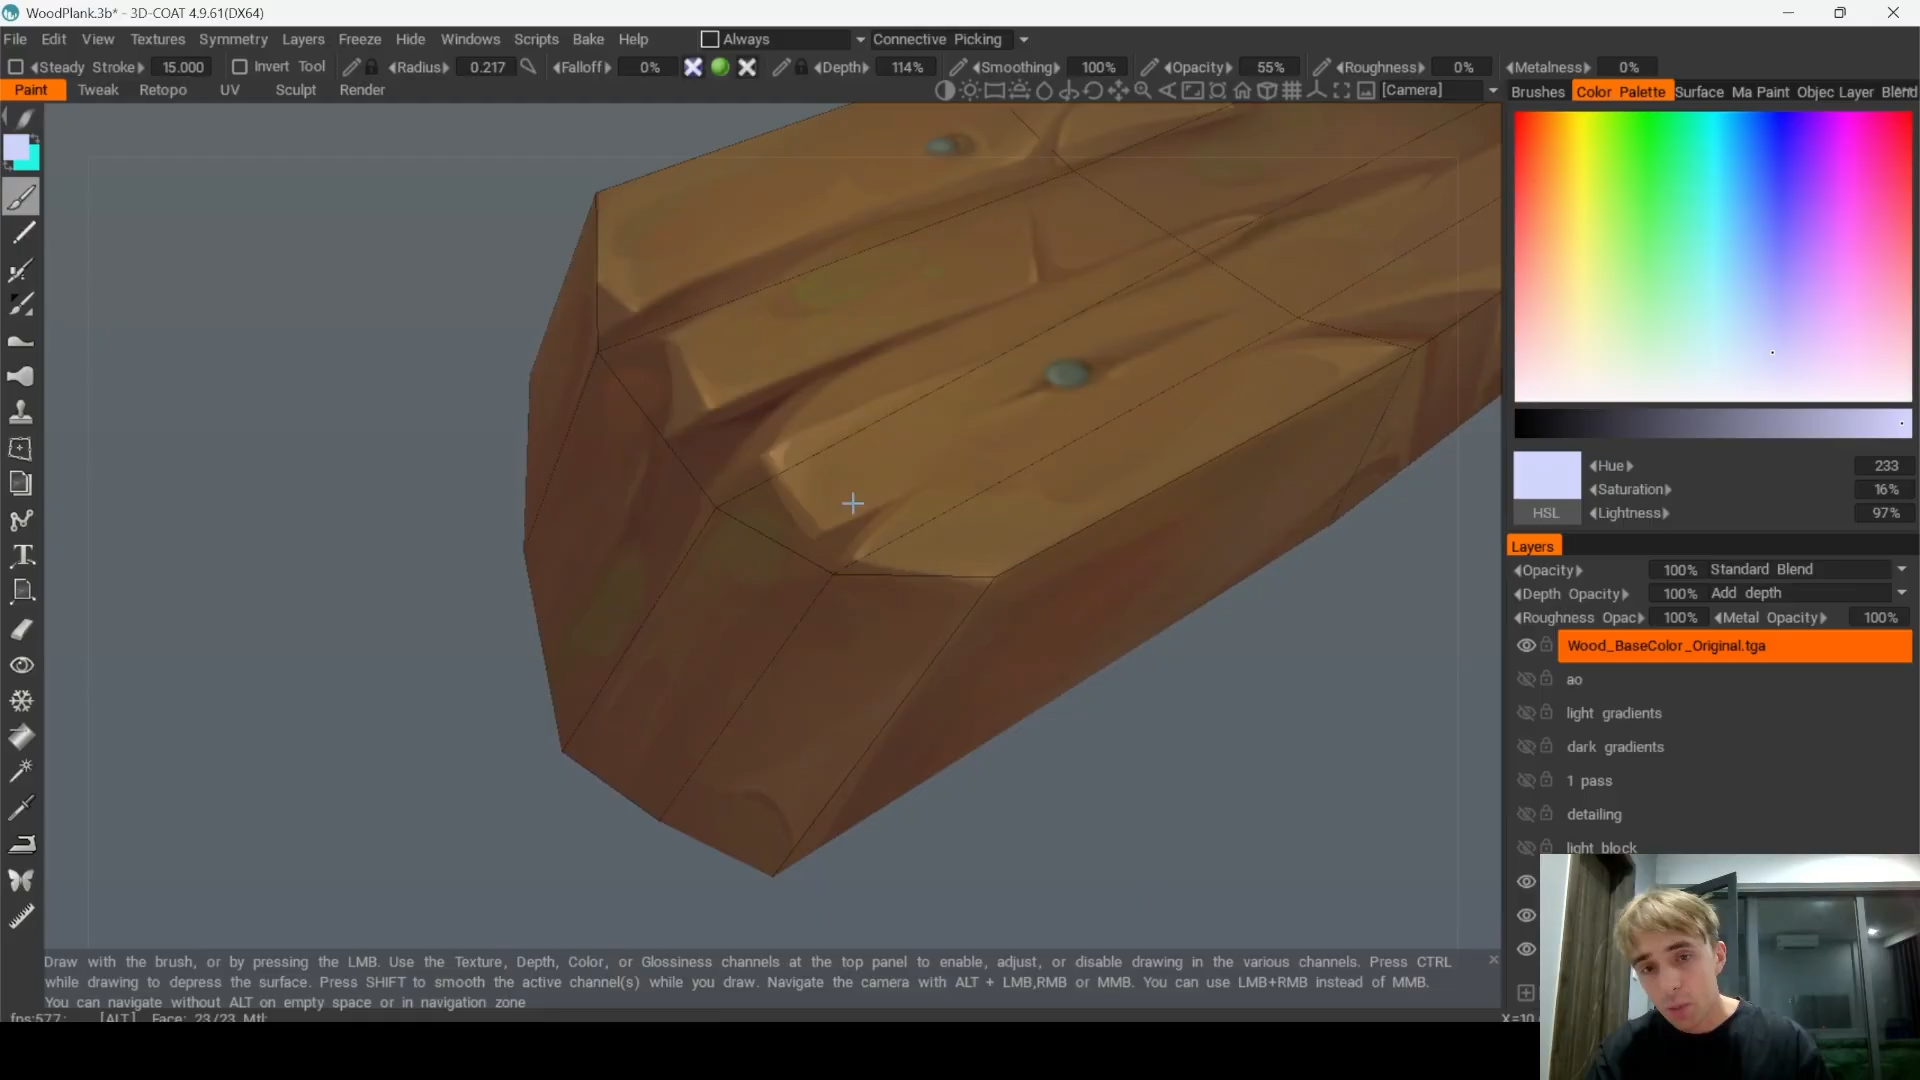 WoodPlank.3b* - 3D-COAT 4.9.61(DX64)
File Edit View Textures Symmetry Layers Freeze Hide Windows Scripts Bake Help Always Connective Picking
Steady Stroke 15.000 Invert Tool Radius 0.217 Falloff 0% Depth 114% Smoothing 100% Opacity 55% Roughness 0% Metalness 0%
Paint Tweak Retopo UV Sculpt Render [Camera] Brushes Color Palette Surface Ma Paint Objec Layer Blend
HSL
Hue 233
Saturation 16%
Lightness 97%
Layers
Opacity 100% Standard Blend
Depth Opacity 100% Add depth
Roughness Opac 100% Metal Opacity 100%
Wood_BaseColor_Original.tga
ao
light gradients
dark gradients
1 pass
detailing
light block
Draw with the brush, or by pressing the LMB. Use the Texture, Depth, Color, or Glossiness channels at the top panel to enable, adjust, or disable drawing in the various channels. Press CTRL
while drawing to depress the surface. Press SHIFT to smooth the active channel(s) while you draw. Navigate the camera with ALT + LMB,RMB or MMB. You can use LMB+RMB instead of MMB.
You can navigate without ALT on empty space or in navigation zone
fps:577; [ALT] Face: 23/23 Mtl: X=10